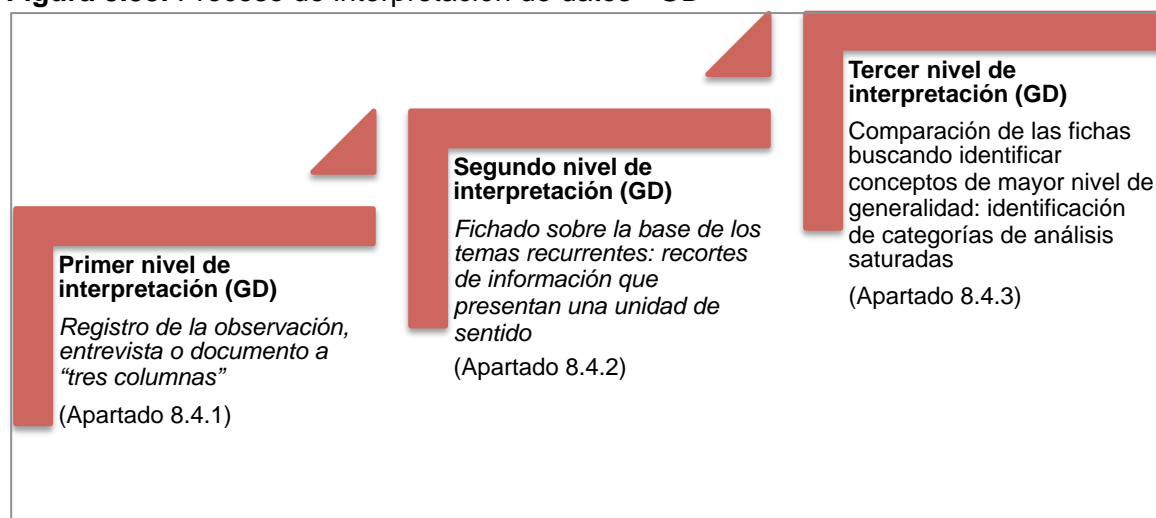 Primer nivel de
interpretación (GD)
Registro de la observación,
entrevista o documento a
“tres columnas”
(Apartado 8.4.1)
Segundo nivel de
interpretación (GD)
Fichado sobre la base de los
temas recurrentes: recortes
de información que
presentan una unidad de
sentido
(Apartado 8.4.2)
Tercer nivel de
interpretación (GD)
Comparación de las fichas
buscando identificar
conceptos de mayor nivel de
generalidad: identificación
de categorías de análisis
saturadas
(Apartado 8.4.3)